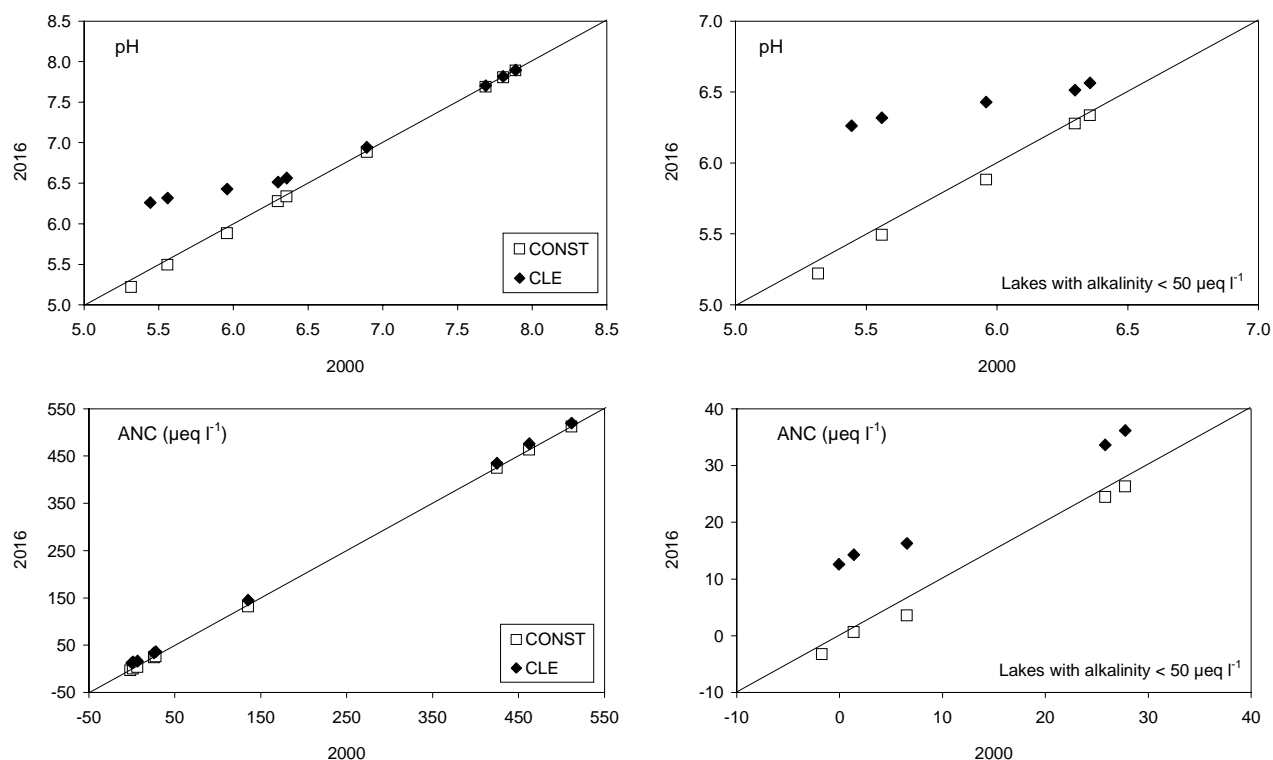 8.5
pH
8.0
7.5
7.0
6.5
6.0
5.5
5.0
2016
5.0 5.5 6.0 6.5 7.0 7.5 8.0 8.5
2000
CONST
CLE
7.0
pH
6.5
6.0
5.5
5.0
2016
Lakes with alkalinity < 50 µeq l⁻¹
5.0 5.5 6.0 6.5 7.0
2000
550
ANC (µeq l⁻¹)
450
350
250
150
50
-50
2016
CONST
CLE
-50 50 150 250 350 450 550
2000
40
ANC (µeq l⁻¹)
30
20
10
0
-10
2016
Lakes with alkalinity < 50 µeq l⁻¹
-10 0 10 20 30 40
2000